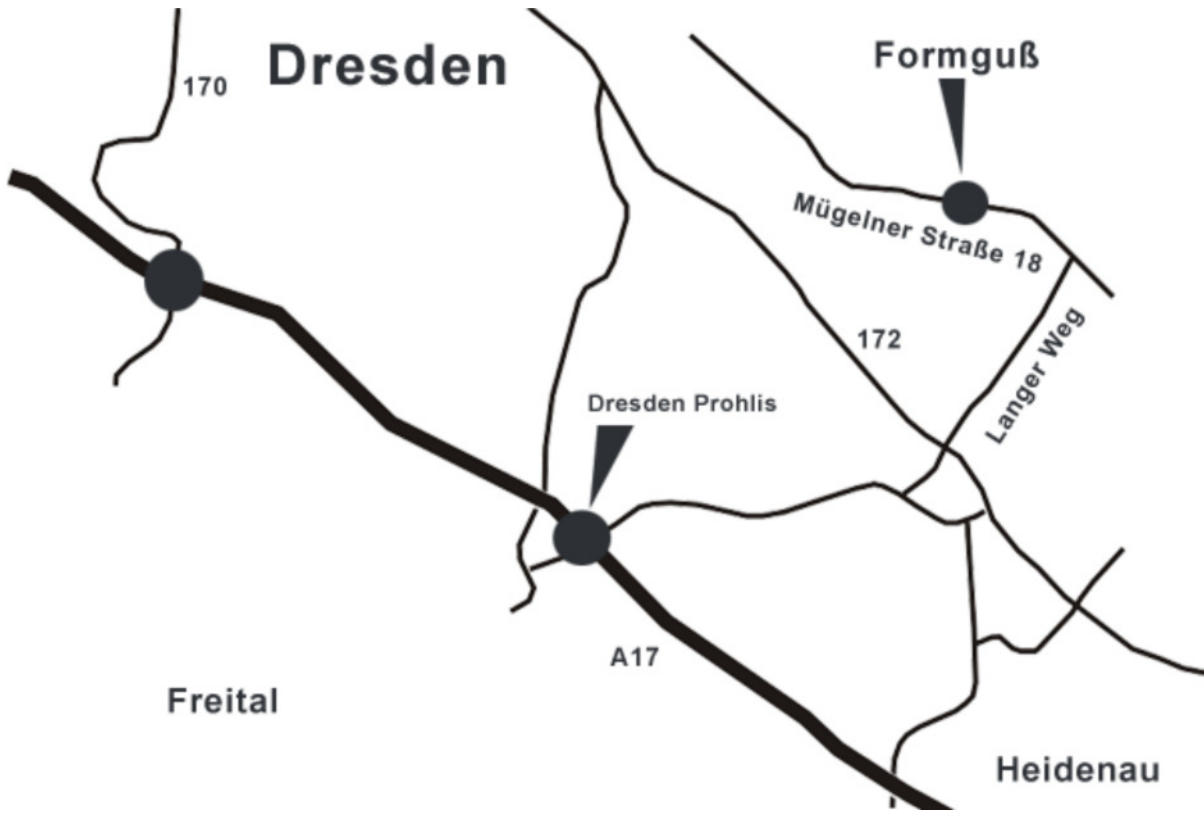 Dresden
Formguß
170
Mügelner Straße 18
172
Langer Weg
Dresden Prohlis
A17
Freital
Heidenau